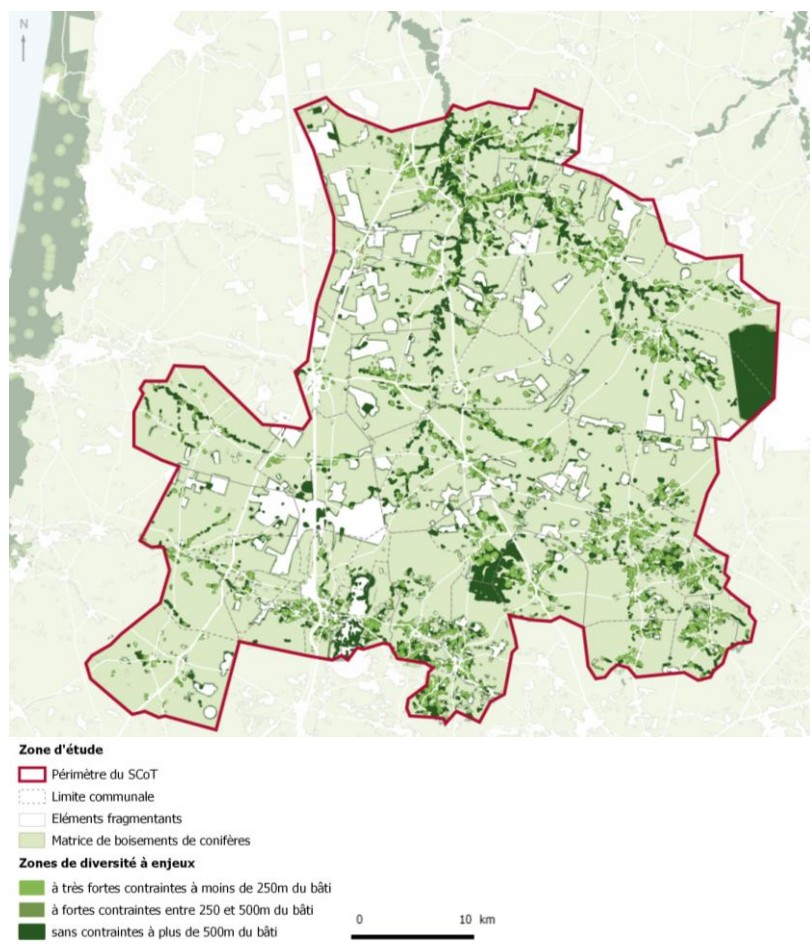 N
Zone d'étude
Périmètre du SCoT
Limite communale
Eléments fragmentants
Matrice de boisements de conifères
Zones de diversité à enjeux
à très fortes contraintes à moins de 250m du bâti
à fortes contraintes entre 250 et 500m du bâti
sans contraintes à plus de 500m du bâti
0 10 km